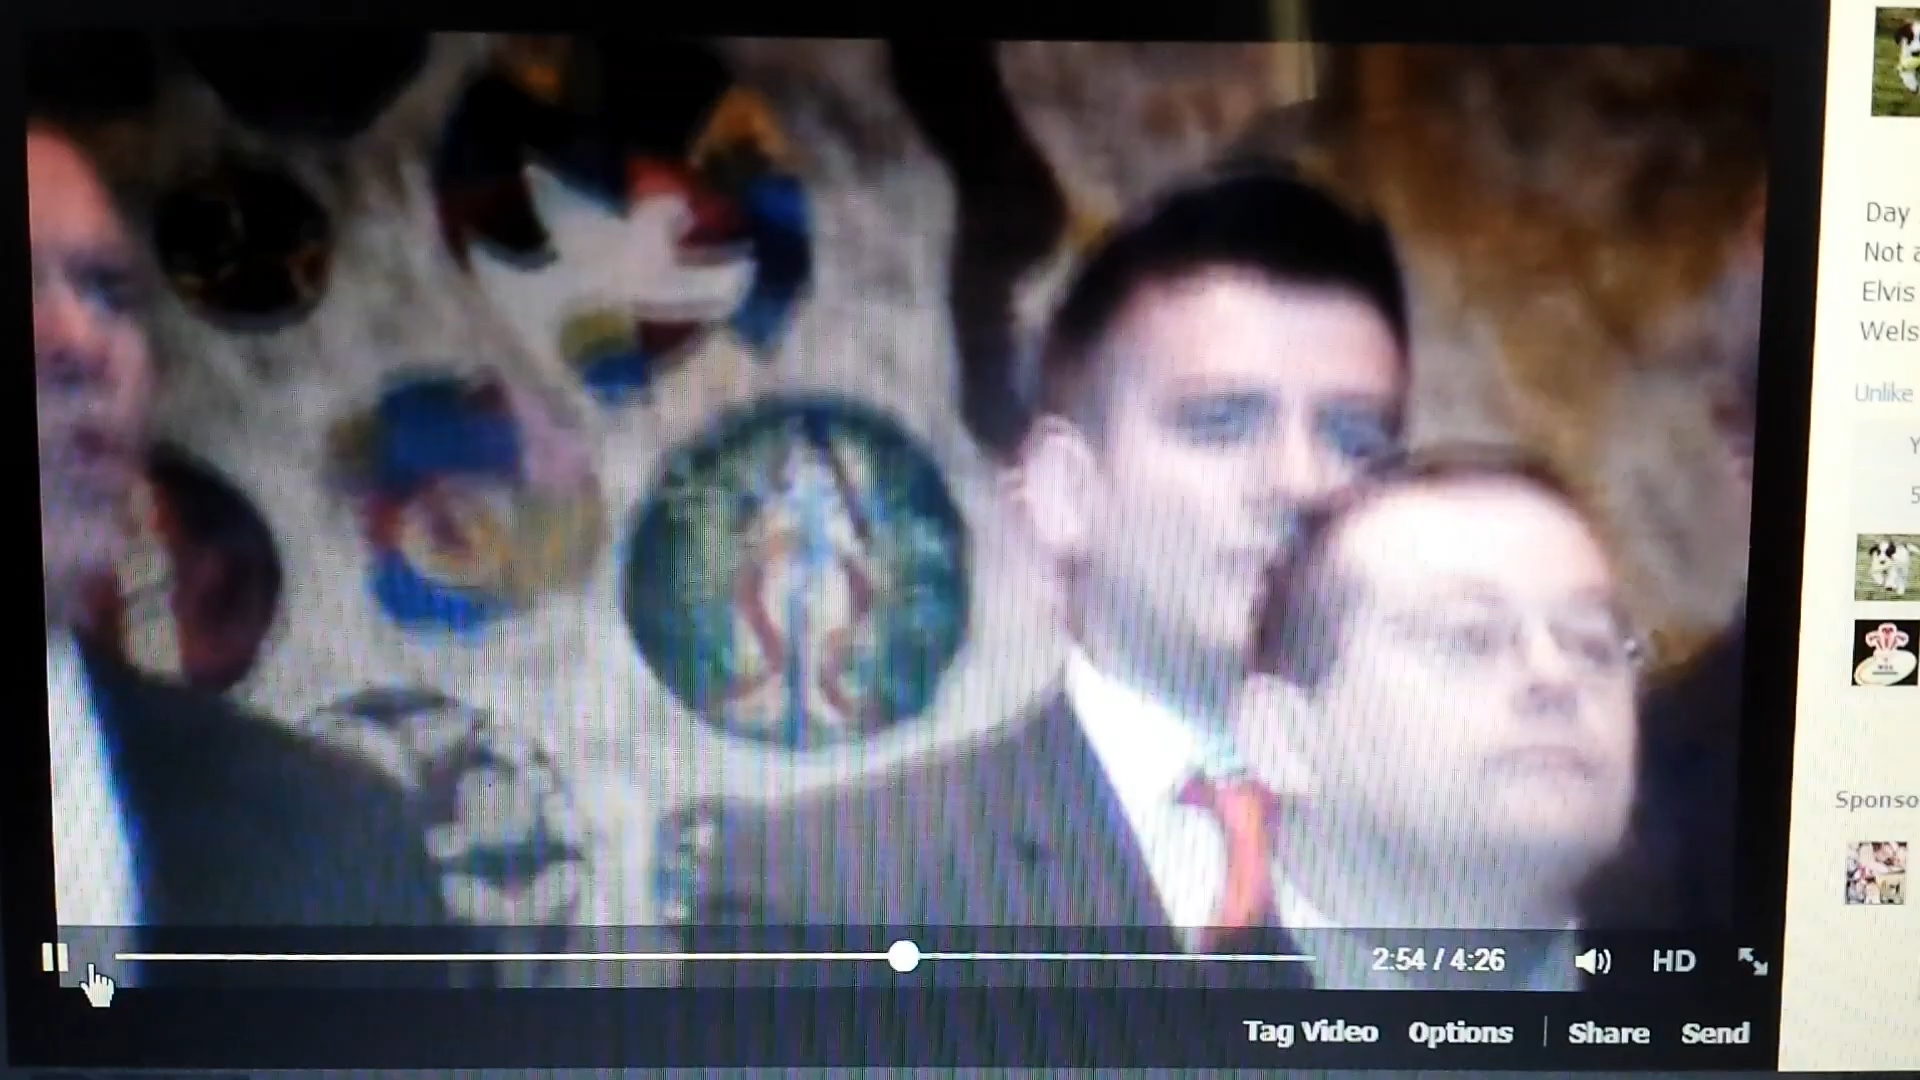 2:54 / 4:26
HD
Tag Video
Options
Share
Send
Day
Not
Elvis
Wels
Unlike
Sponso